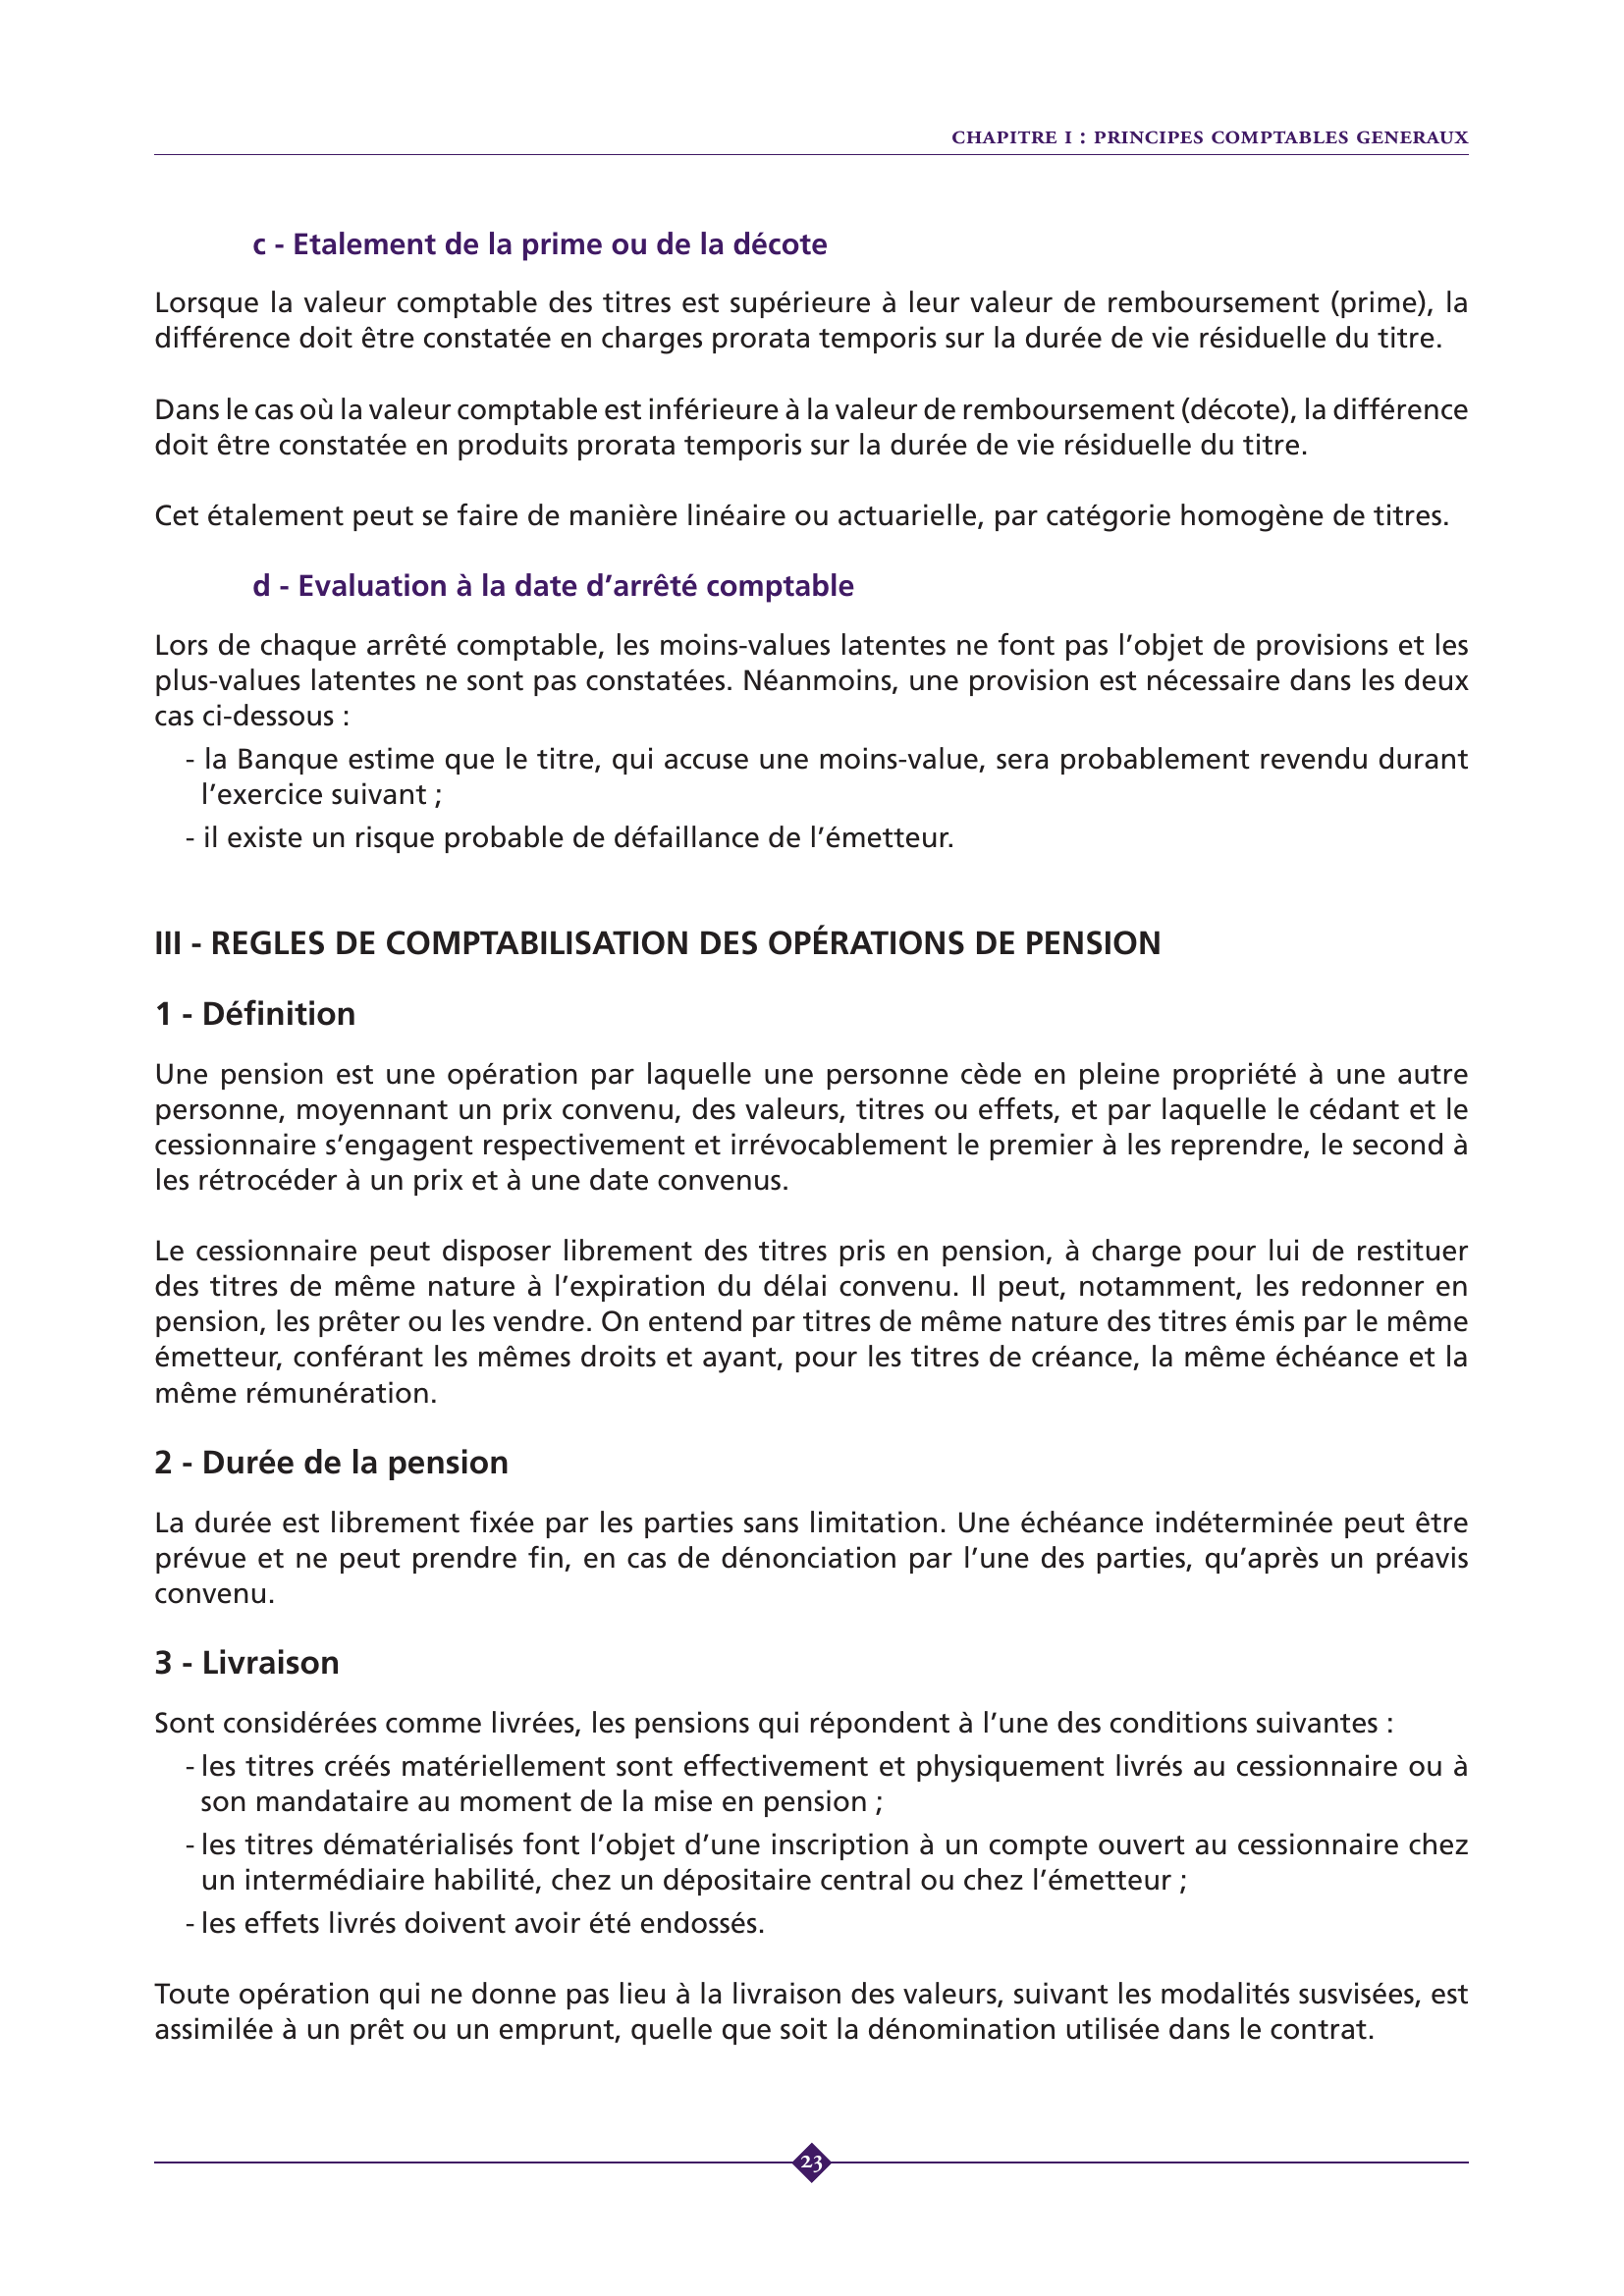 CHAPITRE I : PRINCIPES COMPTABLES GENERAUX
c - Etalement de la prime ou de la décote
Lorsque la valeur comptable des titres est supérieure à leur valeur de remboursement (prime), la
différence doit être constatée en charges prorata temporis sur la durée de vie résiduelle du titre.
Dans le cas où la valeur comptable est inférieure à la valeur de remboursement (décote), la différence
doit être constatée en produits prorata temporis sur la durée de vie résiduelle du titre.
Cet étalement peut se faire de manière linéaire ou actuarielle, par catégorie homogène de titres.
d - Evaluation à la date d’arrêté comptable
Lors de chaque arrêté comptable, les moins-values latentes ne font pas l’objet de provisions et les
plus-values latentes ne sont pas constatées. Néanmoins, une provision est nécessaire dans les deux
cas ci-dessous :
- la Banque estime que le titre, qui accuse une moins-value, sera probablement revendu durant
l’exercice suivant ;
- il existe un risque probable de défaillance de l’émetteur.
III - REGLES DE COMPTABILISATION DES OPÉRATIONS DE PENSION
1 - Définition
Une pension est une opération par laquelle une personne cède en pleine propriété à une autre
personne, moyennant un prix convenu, des valeurs, titres ou effets, et par laquelle le cédant et le
cessionnaire s’engagent respectivement et irrévocablement le premier à les reprendre, le second à
les rétrocéder à un prix et à une date convenus.
Le cessionnaire peut disposer librement des titres pris en pension, à charge pour lui de restituer
des titres de même nature à l’expiration du délai convenu. Il peut, notamment, les redonner en
pension, les prêter ou les vendre. On entend par titres de même nature des titres émis par le même
émetteur, conférant les mêmes droits et ayant, pour les titres de créance, la même échéance et la
même rémunération.
2 - Durée de la pension
La durée est librement fixée par les parties sans limitation. Une échéance indéterminée peut être
prévue et ne peut prendre fin, en cas de dénonciation par l’une des parties, qu’après un préavis
convenu.
3 - Livraison
Sont considérées comme livrées, les pensions qui répondent à l’une des conditions suivantes :
- les titres créés matériellement sont effectivement et physiquement livrés au cessionnaire ou à
son mandataire au moment de la mise en pension ;
- les titres dématérialisés font l’objet d’une inscription à un compte ouvert au cessionnaire chez
un intermédiaire habilité, chez un dépositaire central ou chez l’émetteur ;
- les effets livrés doivent avoir été endossés.
Toute opération qui ne donne pas lieu à la livraison des valeurs, suivant les modalités susvisées, est
assimilée à un prêt ou un emprunt, quelle que soit la dénomination utilisée dans le contrat.
23